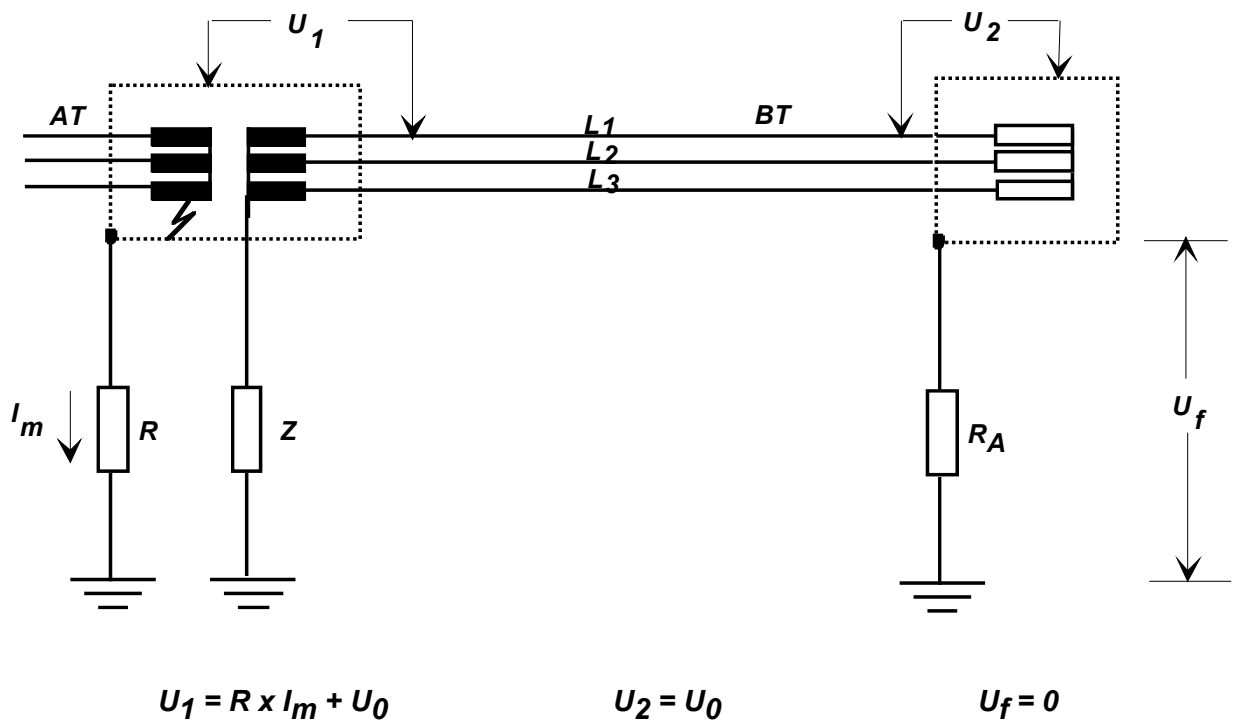 U1
U2
AT
L1
BT
L2
L3
Im
R
Z
RA
Uf
U1 = R x Im + U0
U2 = U0
Uf = 0